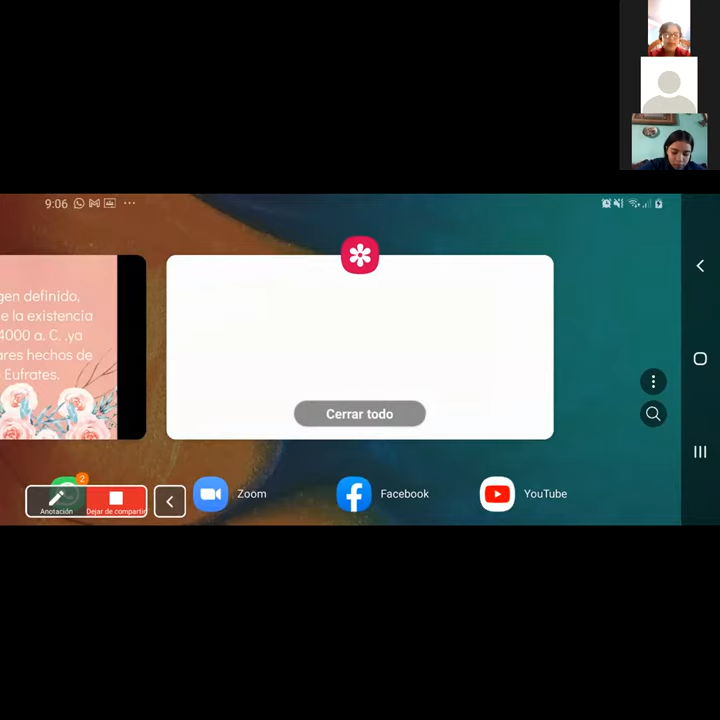 9:06
gen definido,
e la existencia
4000 a. C. .ya
ares hechos de
Eufrates.
Cerrar todo
2
Zoom
Facebook
YouTube
Anotación
Dejar de compartir